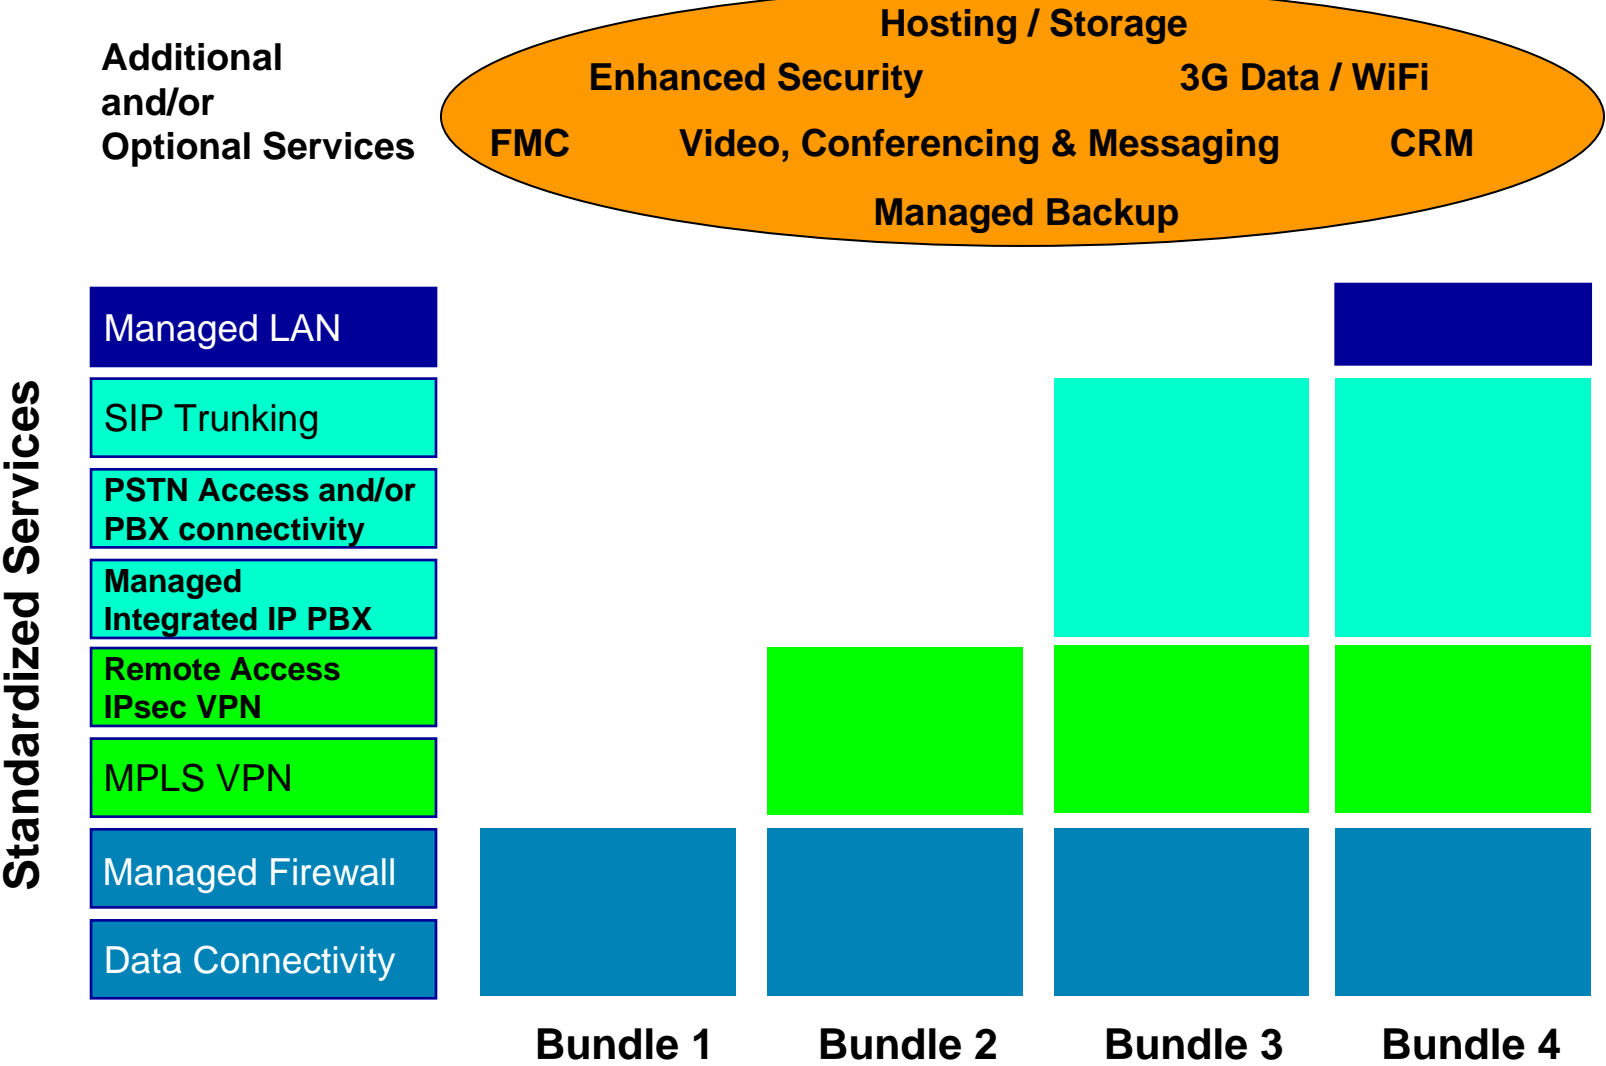 Additional
and/or
Optional Services
Hosting / Storage
Enhanced Security
3G Data / WiFi
FMC
Video, Conferencing & Messaging
CRM
Managed Backup
Standardized Services
Managed LAN
SIP Trunking
PSTN Access and/or
PBX connectivity
Managed
Integrated IP PBX
Remote Access
IPsec VPN
MPLS VPN
Managed Firewall
Data Connectivity
Bundle 1
Bundle 2
Bundle 3
Bundle 4